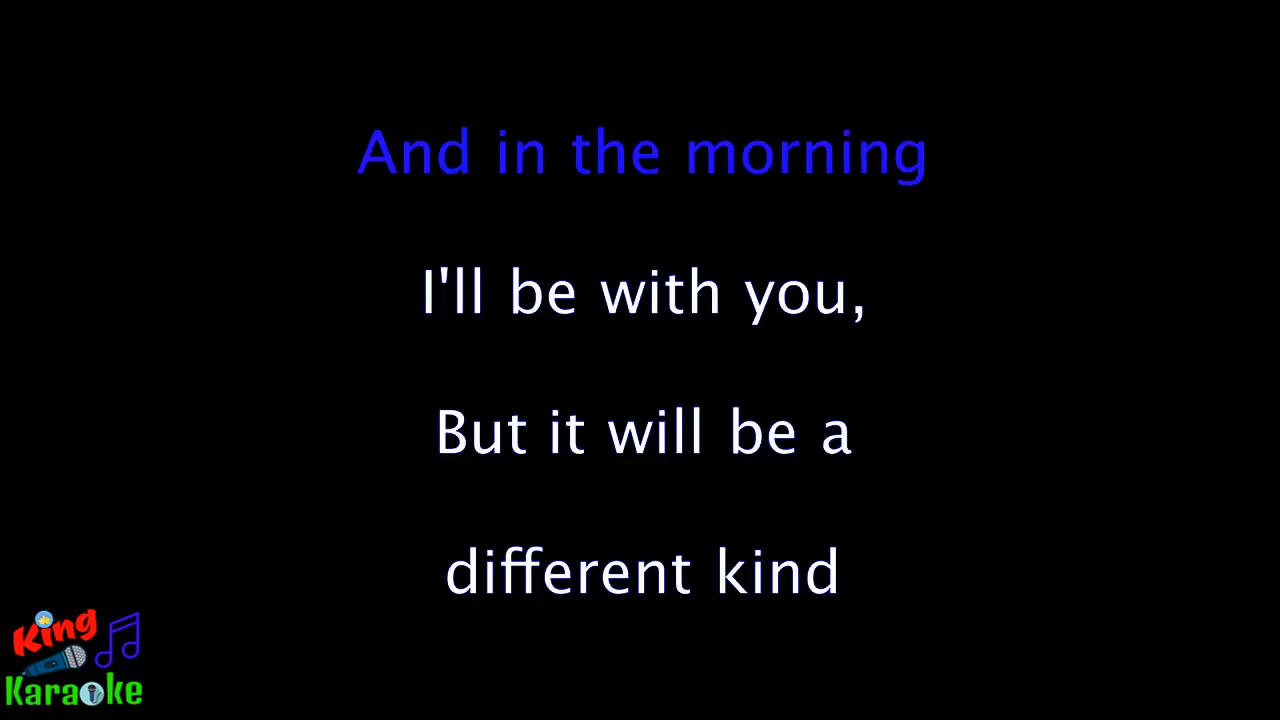 And in the morning
I'll be with you,
But it will be a
different kind
King
Karaoke